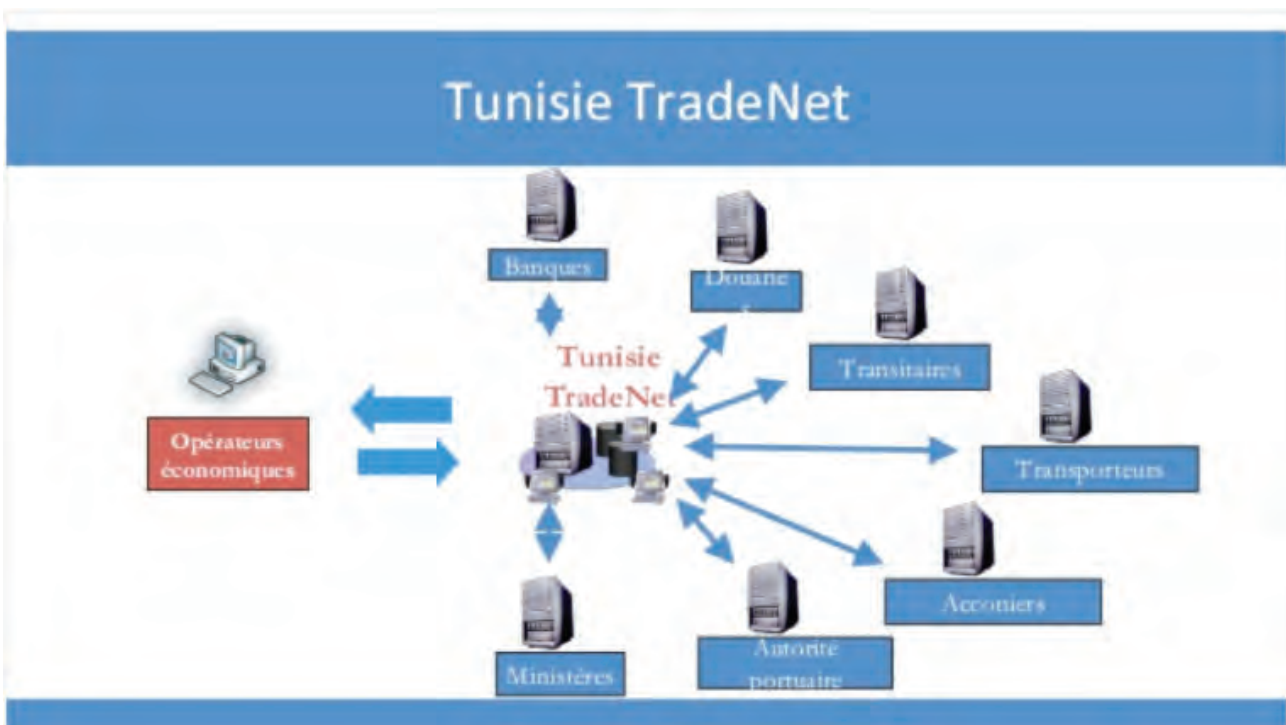 Tunisie TradeNet
Banques
Douane
s
Transitaires
Tunisie
TradeNet
Opérateurs
économiques
Transporteurs
Acconiers
Autorité
portuaire
Ministères